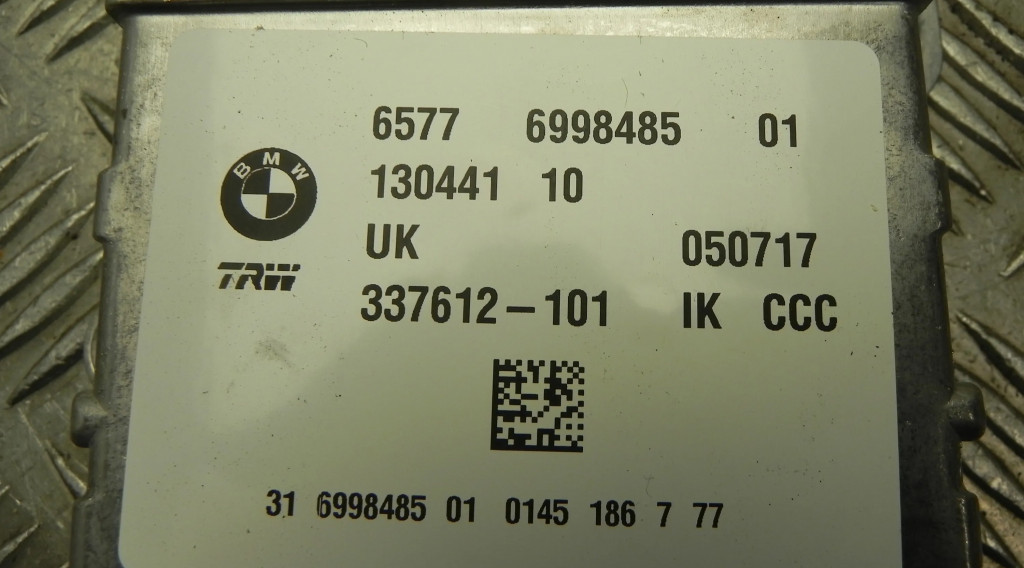 6577 6998485 01
BMW
130441 10
UK 050717
TRW
337612-101 IK CCC
31 6998485 01 0145 186 7 77